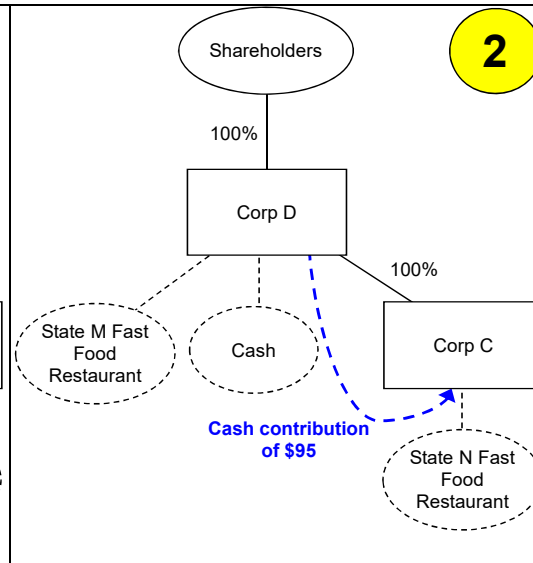 Shareholders
2
100%
Corp D
100%
State M Fast
Food
Restaurant
Cash
Corp C
Cash contribution
of $95
State N Fast
Food
Restaurant